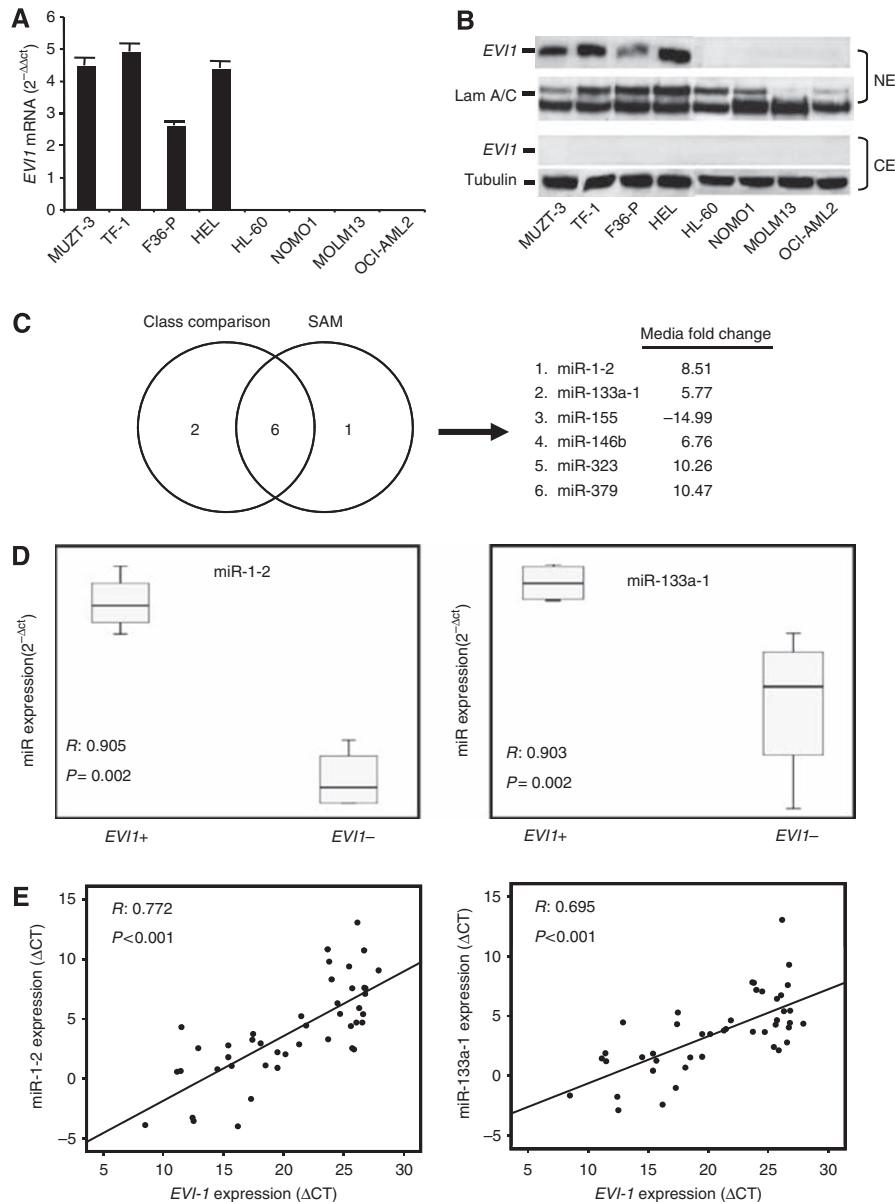 A
EVI1 mRNA (2−ΔΔct)
6
5
4
3
2
1
0
MUZT-3
TF-1
F36-P
HEL
HL-60
NOMO1
MOLM13
OCI-AML2
B
EVI1
Lam A/C
NE
EVI1
Tubulin
CE
MUZT-3
TF-1
F36-P
HEL
HL-60
NOMO1
MOLM13
OCI-AML2
C
Class comparison
SAM
2
6
1
Media fold change
1. miR-1-2 8.51
2. miR-133a-1 5.77
3. miR-155 –14.99
4. miR-146b 6.76
5. miR-323 10.26
6. miR-379 10.47
D
miR expression(2−Δct)
miR-1-2
R: 0.905
P= 0.002
EVI1+
EVI1–
miR expression (2−Δct)
miR-133a-1
R: 0.903
P= 0.002
EVI1+
EVI1–
E
miR-1-2 expression (ΔCT)
15
10
5
0
–5
R: 0.772
P<0.001
5 10 15 20 25 30
EVI-1 expression (ΔCT)
miR-133a-1 expression (ΔCT)
15
10
5
0
–5
R: 0.695
P<0.001
5 10 15 20 25 30
EVI-1 expression (ΔCT)